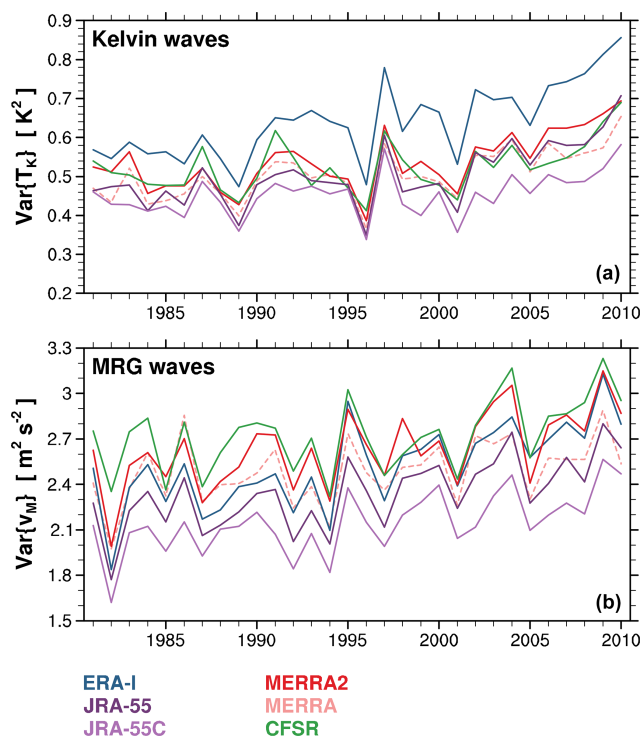 Kelvin waves
Var{T_K} [ K² ]
0.9
0.8
0.7
0.6
0.5
0.4
0.3
0.2
(a)
1985 1990 1995 2000 2005 2010
MRG waves
Var{v_M} [ m² s⁻² ]
3.3
3
2.7
2.4
2.1
1.8
1.5
(b)
1985 1990 1995 2000 2005 2010
ERA-I MERRA2
JRA-55 MERRA
JRA-55C CFSR